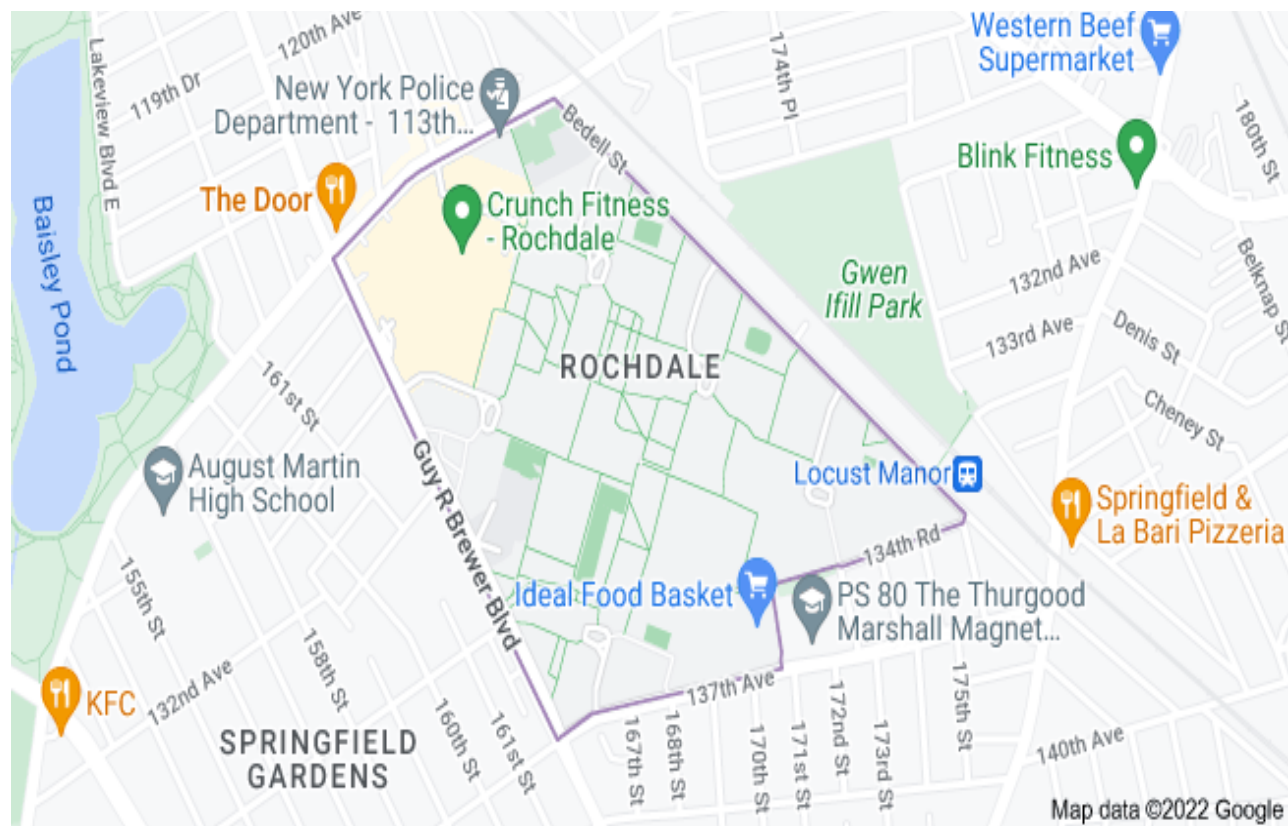 120th Ave
Lakeview Blvd E
119th Dr
New York Police
Department - 113th...
Bedell St
174th Pl
Western Beef
Supermarket
180th St
Blink Fitness
The Door
Crunch Fitness
- Rochdale
Baisley Pond
Gwen
Ifill Park
132nd Ave
Belknap St
133rd Ave
Denis St
ROCHDALE
161st St
Cheney St
August Martin
High School
Guy R Brewer Blvd
Locust Manor
Springfield &
La Bari Pizzeria
134th Rd
155th St
Ideal Food Basket
PS 80 The Thurgood
Marshall Magnet...
KFC
132nd Ave
158th St
160th St
161st St
137th Ave
167th St
168th St
170th St
171st St
172nd St
173rd St
175th St
140th Ave
SPRINGFIELD
GARDENS
Map data ©2022 Google